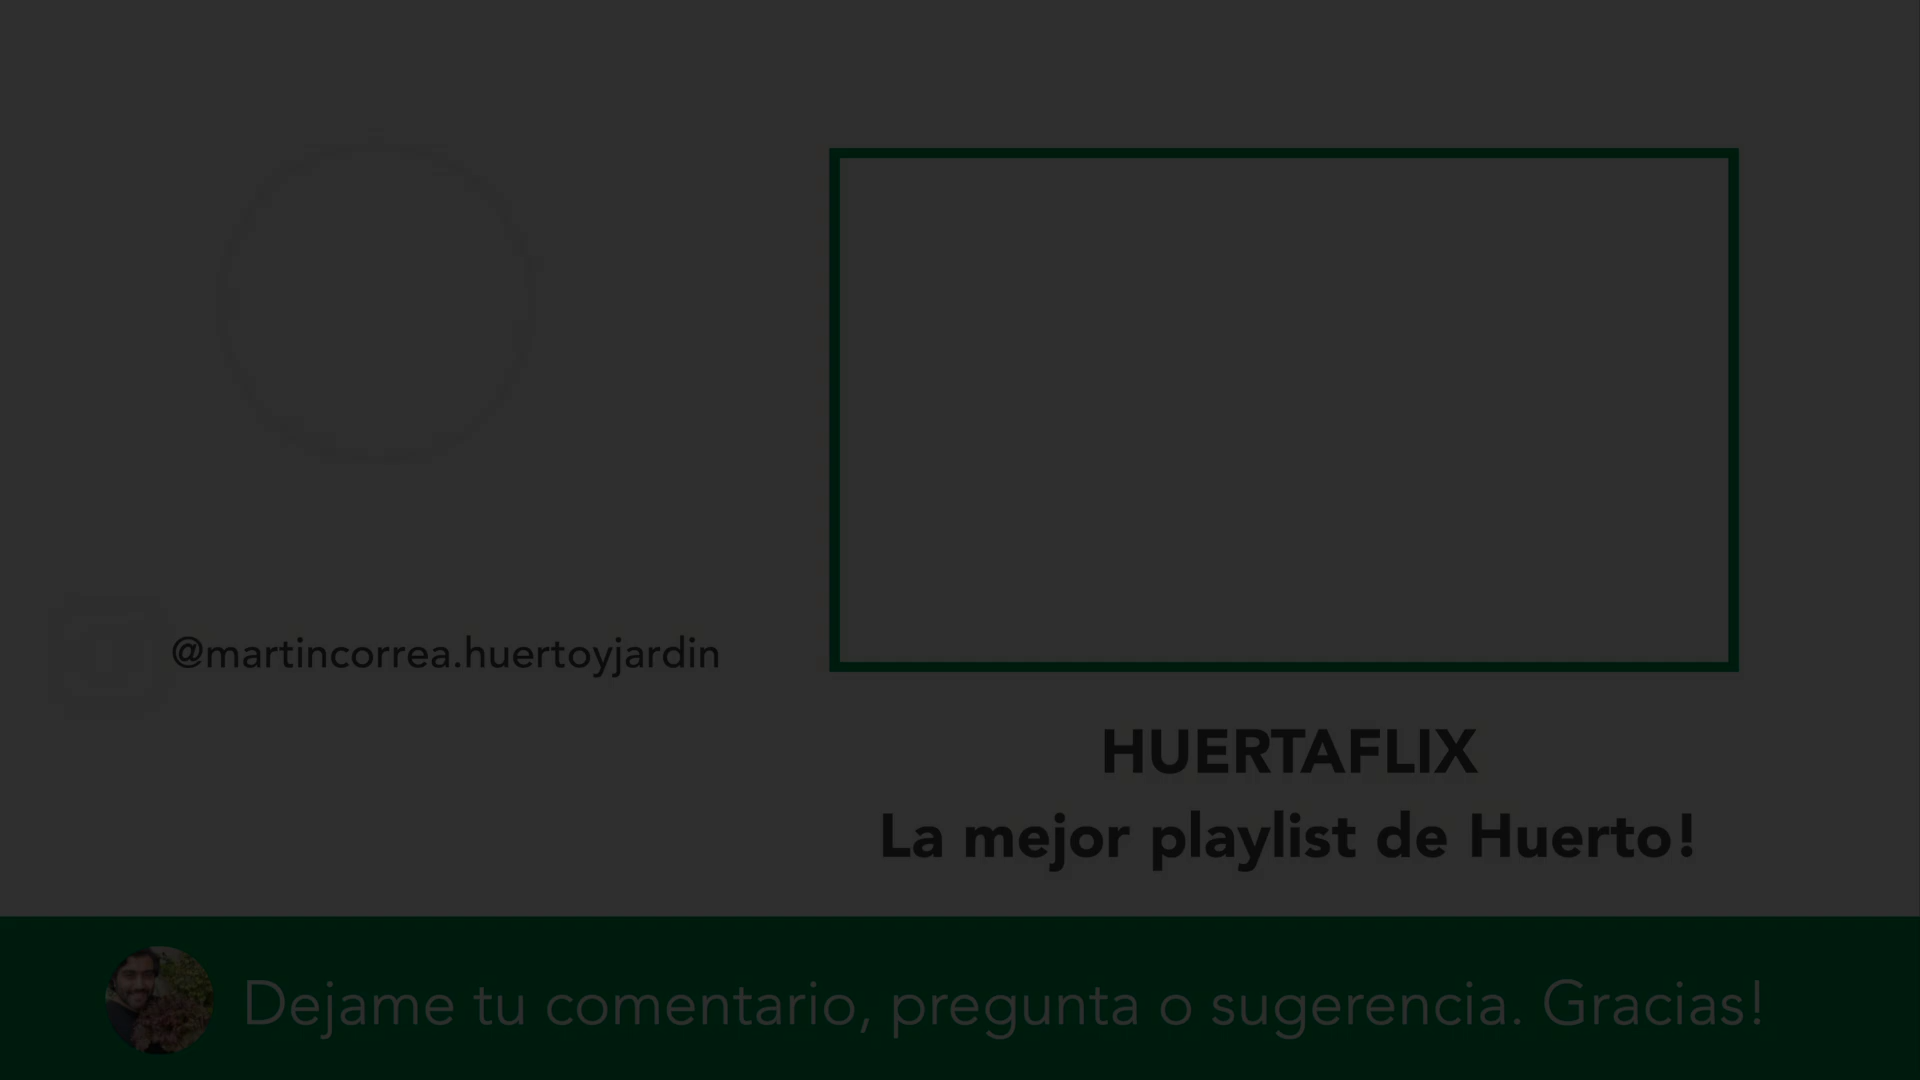 @martincorrea.huertoyjardin
HUERTAFLIX
La mejor playlist de Huerto!
Dejame tu comentario, pregunta o sugerencia. Gracias!